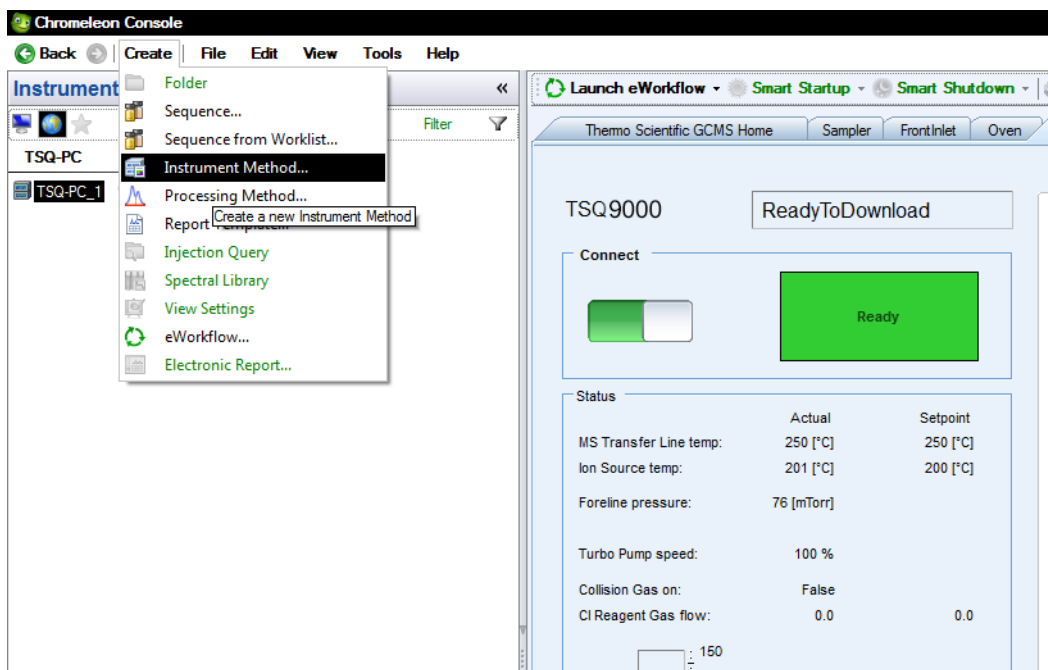 Chromeleon Console
Back Create File Edit View Tools Help
Instrument
Filter
TSQ-PC
TSQ-PC_1
Folder
Sequence...
Sequence from Worklist...
Instrument Method...
Processing Method...
Create a new Instrument Method
Report Template...
Injection Query
Spectral Library
View Settings
eWorkflow...
Electronic Report...
Launch eWorkflow Smart Startup Smart Shutdown
Thermo Scientific GCMS Home Sampler FrontInlet Oven
TSQ9000 ReadyToDownload
Connect
Ready
Status
Actual Setpoint
MS Transfer Line temp: 250 [°C] 250 [°C]
Ion Source temp: 201 [°C] 200 [°C]
Foreline pressure: 76 [mTorr]
Turbo Pump speed: 100 %
Collision Gas on: False
CI Reagent Gas flow: 0.0 0.0
150